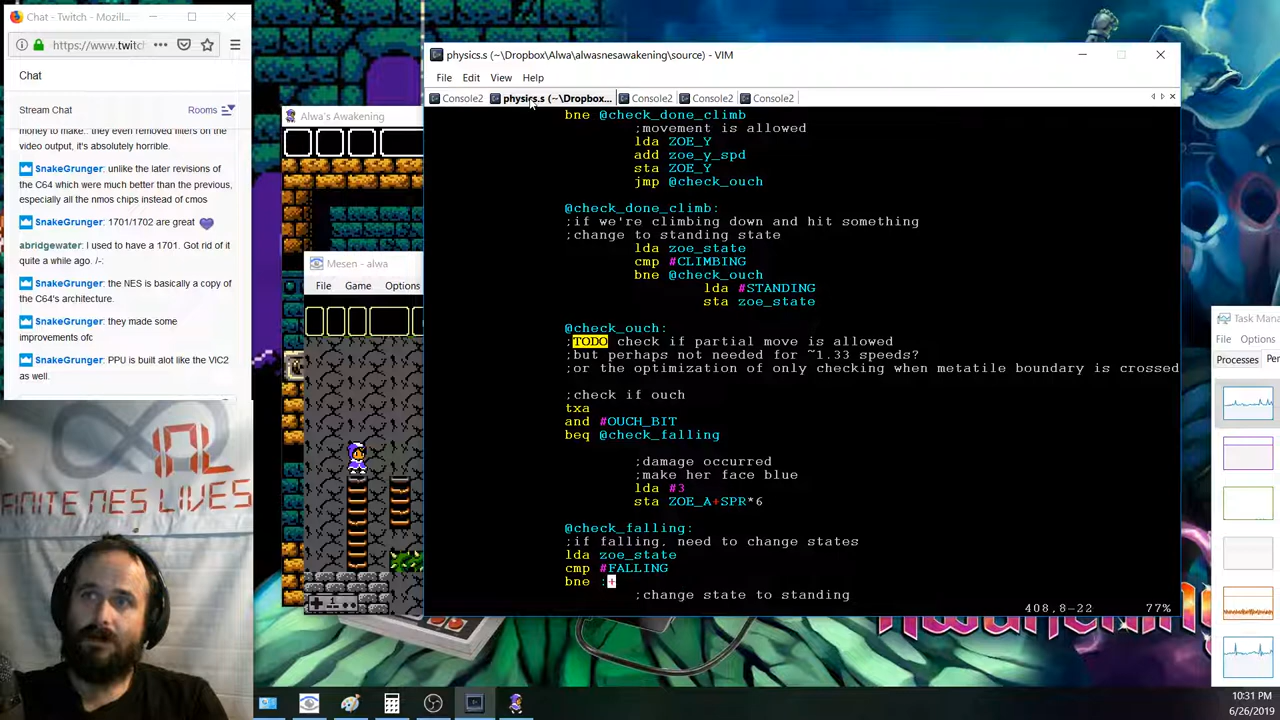 Chat - Twitch - Mozill...
https://www.twitc
Chat
Stream Chat
Rooms
money to make.. they even removed filters on the
video output, it's absolutely horrible.
SnakeGrunger: unlike the later revisions of
the C64 which were much better than the previous,
especially all the nmos chips instead of cmos
SnakeGrunger: 1701/1702 are great
abridgewater: I used to have a 1701. Got rid of it
quite a while ago. /-:
SnakeGrunger: the NES is basically a copy of
the C64's architecture.
SnakeGrunger: they made some
improvements ofc
SnakeGrunger: PPU is built alot like the VIC2
as well.
Alwa's Awakening
Mesen - alwa
File Game Options
physics.s (~\Dropbox\Alwa\alwasnesawakening\source) - VIM
File Edit View Help
Console2 physics.s (~\Dropbox... Console2 Console2 Console2
bne @check_done_climb
;movement is allowed
lda ZOE_Y
add zoe_y_spd
sta ZOE_Y
jmp @check_ouch
@check_done_climb:
;if we're climbing down and hit something
;change to standing state
lda zoe_state
cmp #CLIMBING
bne @check_ouch
lda #STANDING
sta zoe_state
@check_ouch:
;TODO check if partial move is allowed
;but perhaps not needed for ~1.33 speeds?
;or the optimization of only checking when metatile boundary is crossed
;check if ouch
txa
and #OUCH_BIT
beq @check_falling
;damage occurred
;make her face blue
lda #3
sta ZOE_A+SPR*6
@check_falling:
;if falling, need to change states
lda zoe_state
cmp #FALLING
bne :+
;change state to standing
408,8-22 77%
Task Mana
File Options
Processes Per
INL
FINITE NES LIVES
10:31 PM
6/26/2019